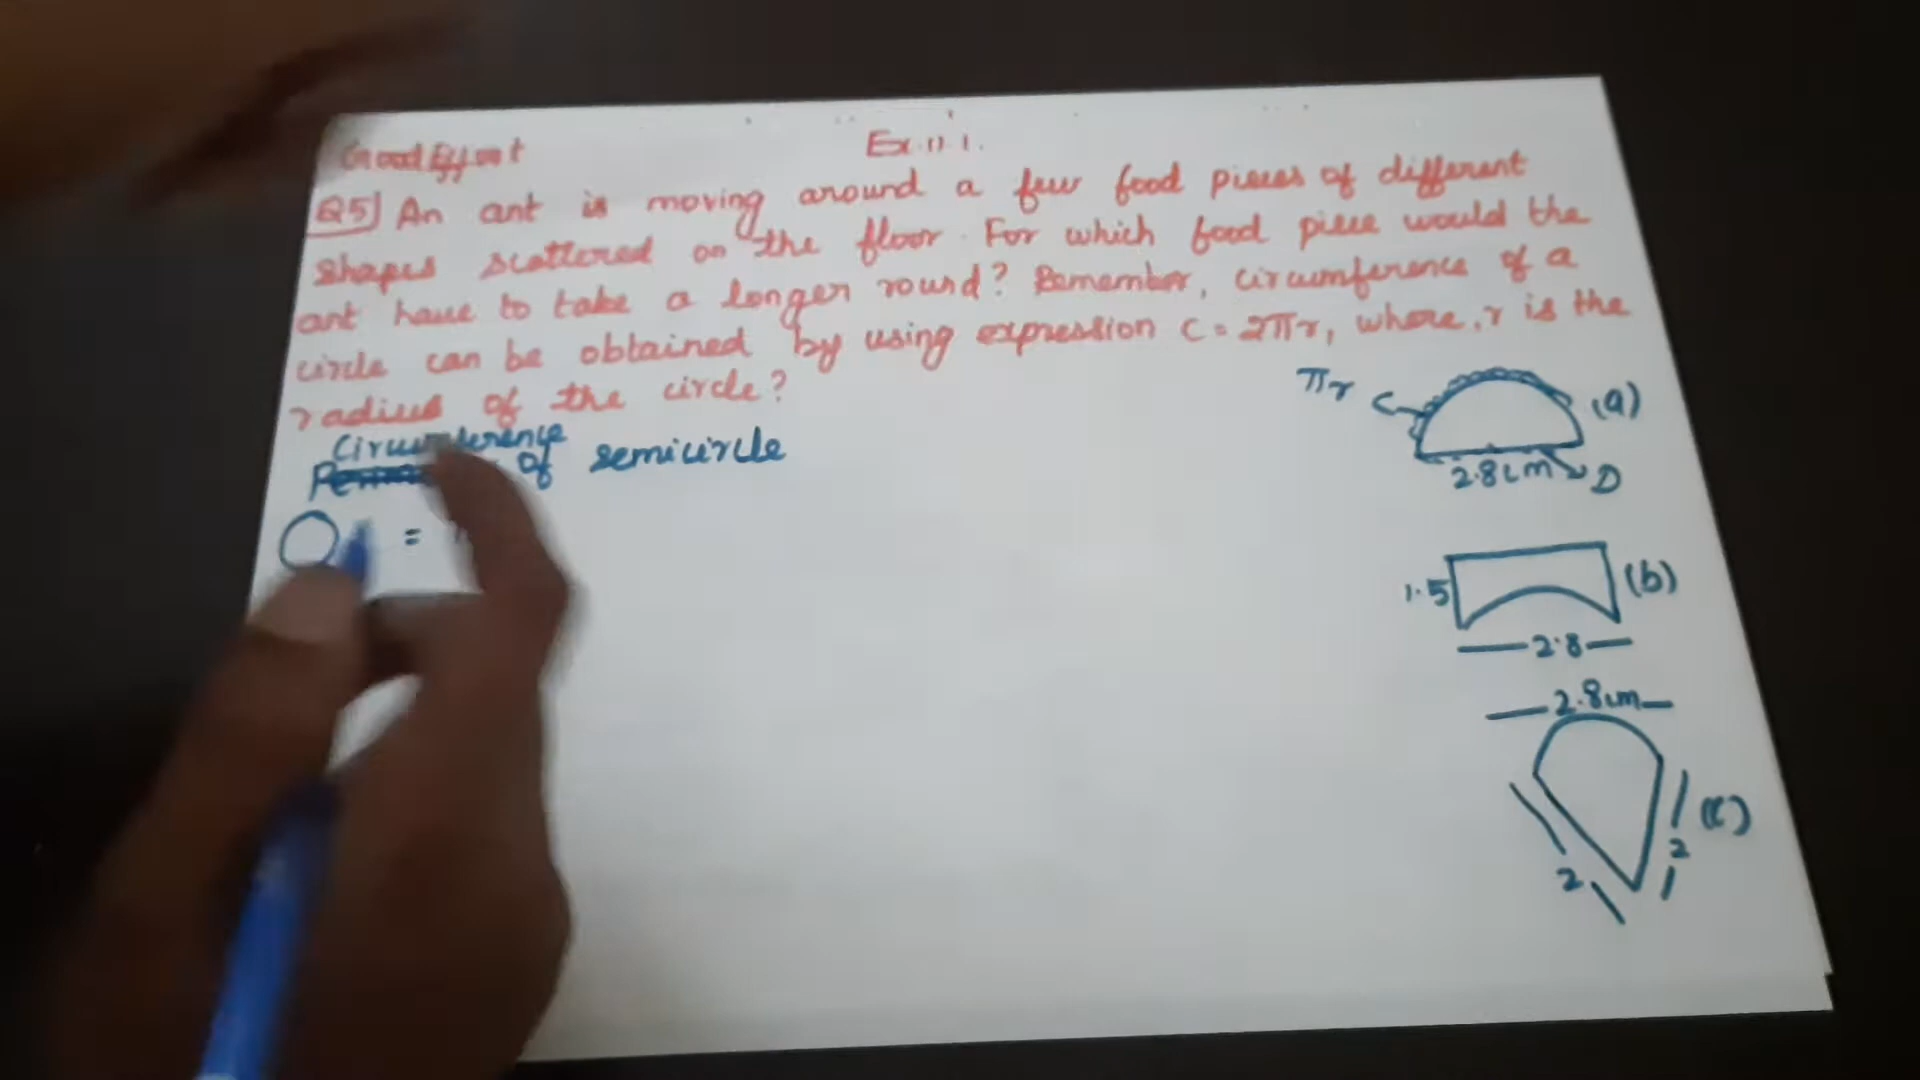 Good Effort
Ex.11.1.
Q5) An ant is moving around a few food pieces of different
shapes scattered on the floor. For which food piece would the
ant have to take a longer round? Remember, circumference of a
circle can be obtained by using expression C = 2πr, where, r is the
radius of the circle?
πr
(a)
2.8cm
D
Circumference
of semicircle
=
1.5
(b)
2.8
2.8cm
(c)
2
2